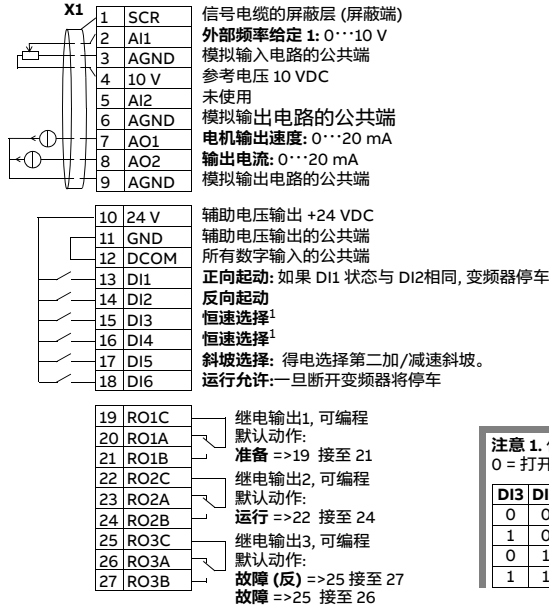 X1
1 SCR 信号电缆的屏蔽层 (屏蔽端)
2 AI1 外部频率给定 1: 0⋯10 V
3 AGND 模拟输入电路的公共端
4 10 V 参考电压 10 VDC
5 AI2 未使用
6 AGND 模拟输出电路的公共端
7 AO1 电机输出速度: 0⋯20 mA
8 AO2 输出电流: 0⋯20 mA
9 AGND 模拟输出电路的公共端
10 24 V 辅助电压输出 +24 VDC
11 GND 辅助电压输出的公共端
12 DCOM 所有数字输入的公共端
13 DI1 正向起动: 如果 DI1 状态与 DI2相同, 变频器停车
14 DI2 反向起动
15 DI3 恒速选择1
16 DI4 恒速选择1
17 DI5 斜坡选择: 得电选择第二加/减速斜坡。
18 DI6 运行允许:一旦断开变频器将停车
19 RO1C 继电输出1, 可编程
20 RO1A 默认动作:
21 RO1B 准备 =>19 接至 21
22 RO2C 继电输出2, 可编程
23 RO2A 默认动作:
24 RO2B 运行 =>22 接至 24
25 RO3C 继电输出3, 可编程
26 RO3A 默认动作:
27 RO3B 故障 (反) =>25 接至 27
故障 =>25 接至 26
注意 1.
0 = 打开
DI3 DI
0 0
1 0
0 1
1 1